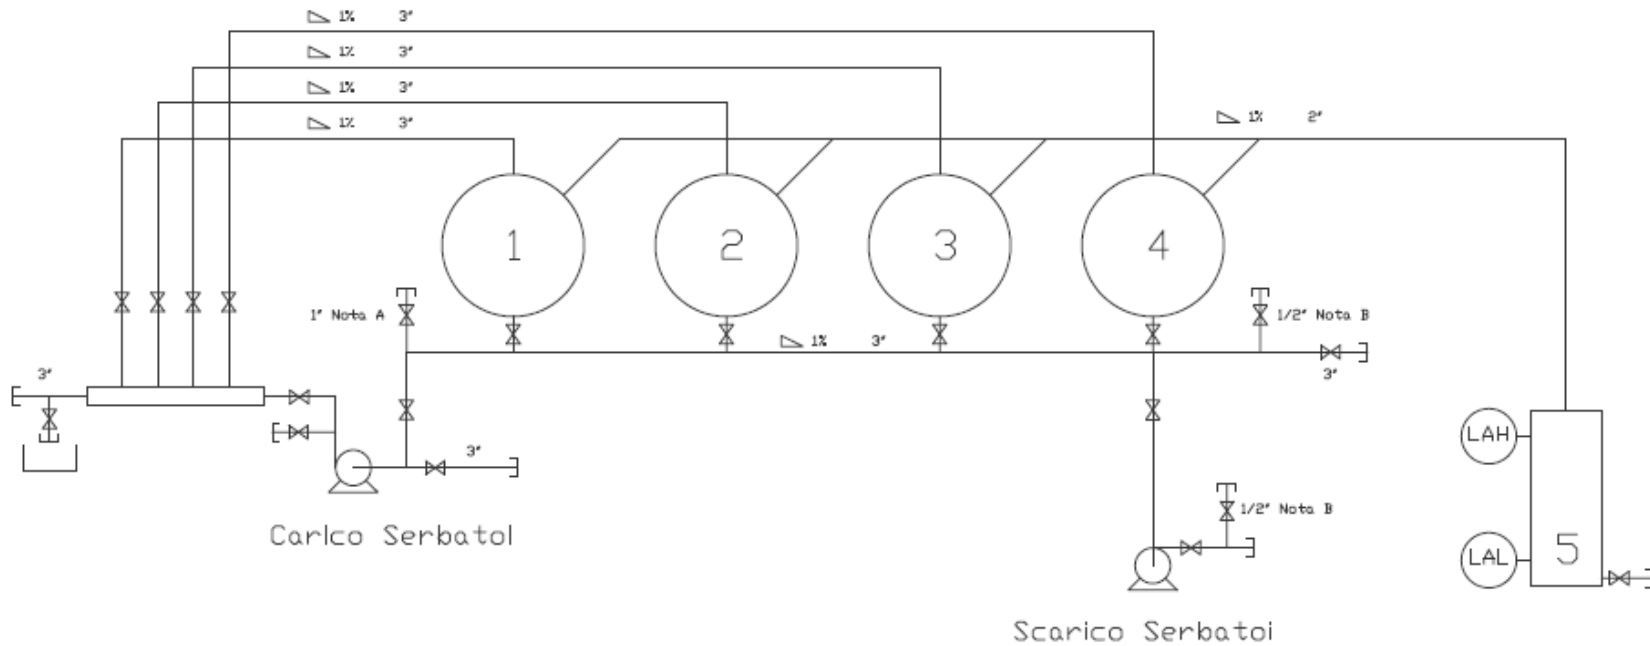 1% 3"
1% 3"
1% 3"
1% 3"
1% 2"
1 2 3 4
1" Nota A
1/2" Nota B
1% 3"
3"
3"
LAH
3"
1/2" Nota B
Carico Serbatoi
LAL
5
Scarico Serbatoi